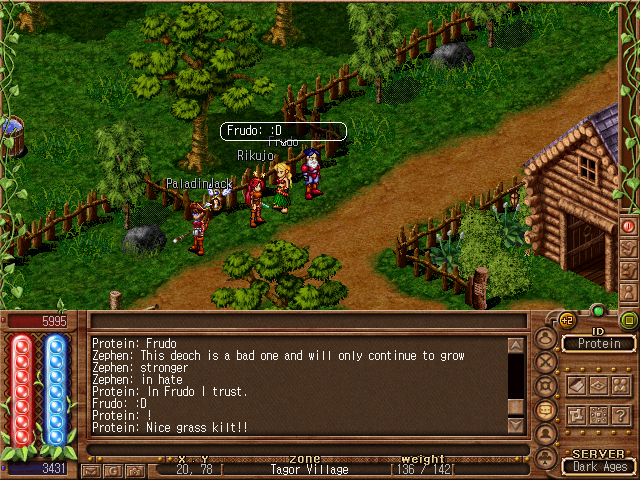 Frudo: :D
Frudo
Rikujo
PaladinJack
5995
+2
ID
Protein
Protein: Frudo
Zephen: This deoch is a bad one and will only continue to grow
Zephen: stronger
Zephen: in hate
Protein: In Frudo I trust.
Frudo: :D
Protein: !
Protein: Nice grass kilt!!
3431
G
x . y
zone
weight
20, 78
Tagor Village
136 / 142
SERVER
Dark Ages